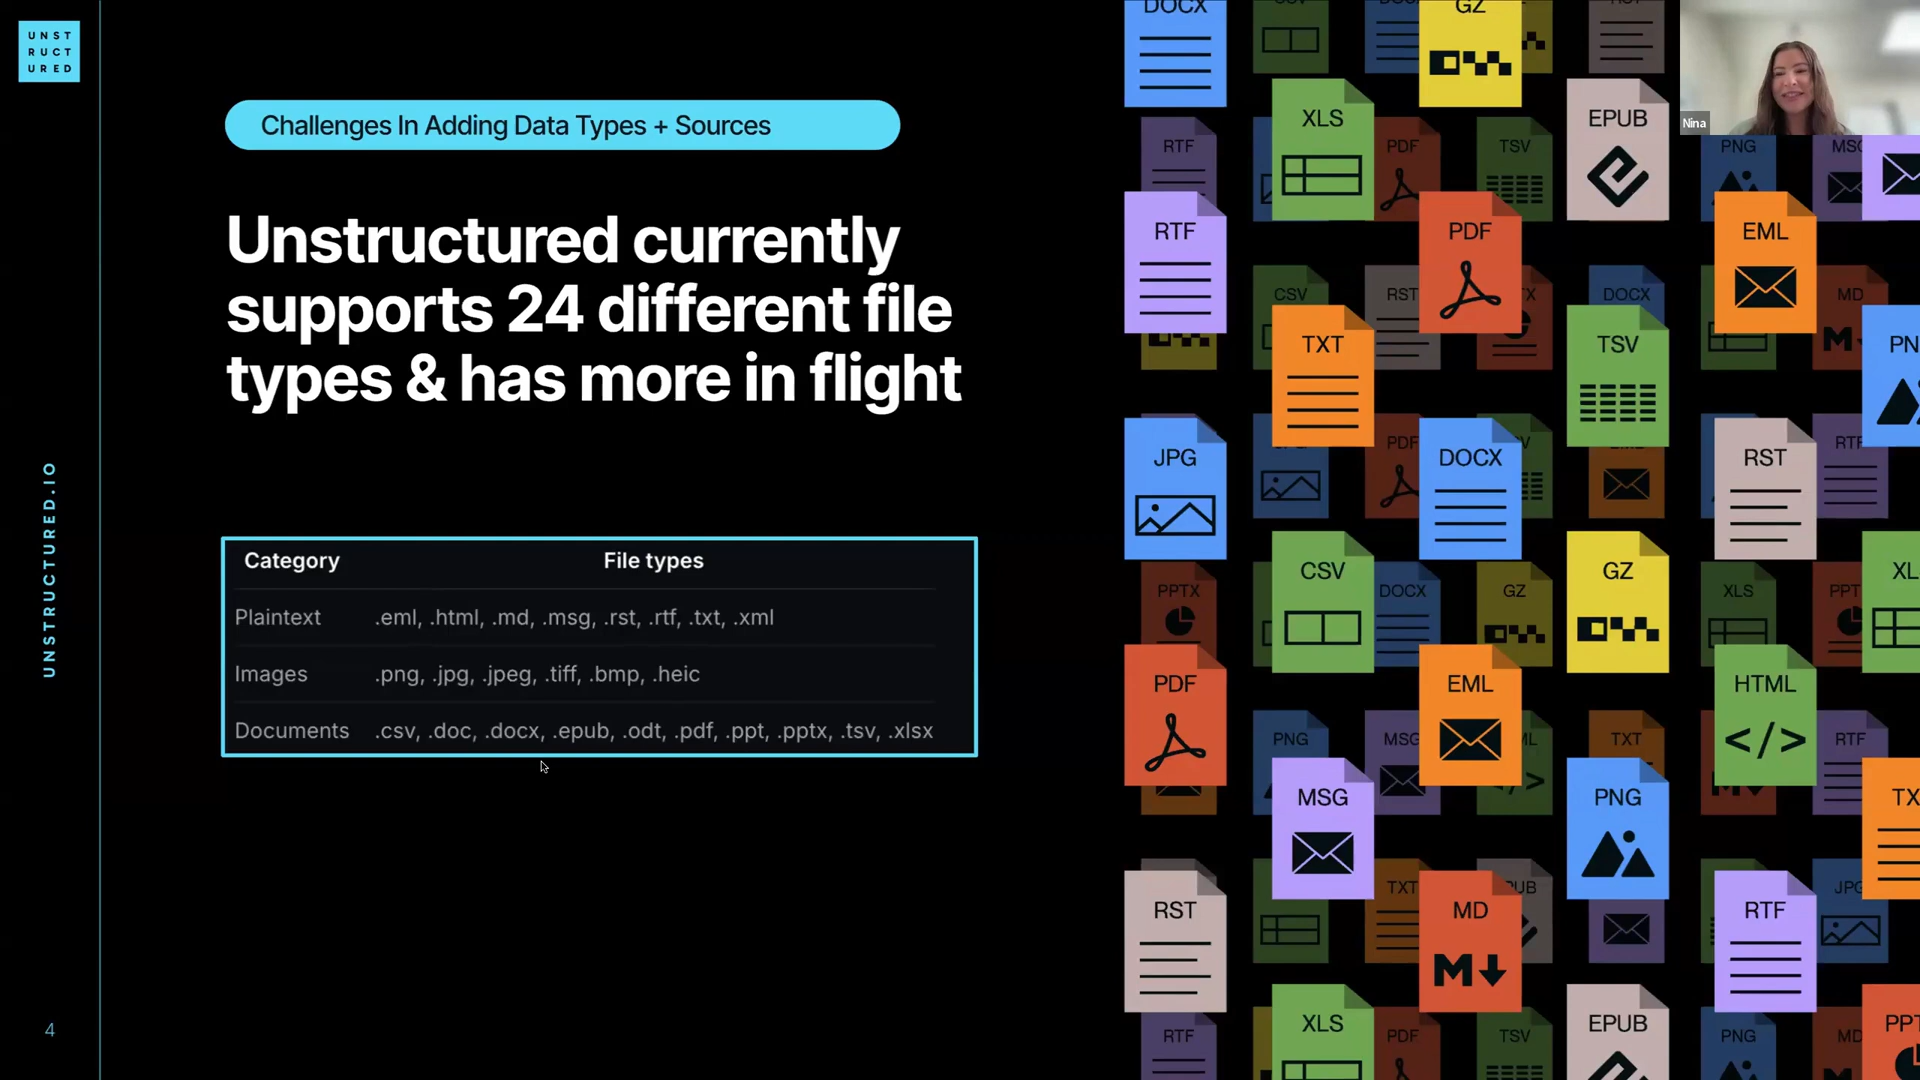 UNST
RUCT
URED
Challenges In Adding Data Types + Sources
Unstructured currently
supports 24 different file
types & has more in flight
Category File types
Plaintext .eml, .html, .md, .msg, .rst, .rtf, .txt, .xml
Images .png, .jpg, .jpeg, .tiff, .bmp, .heic
Documents .csv, .doc, .docx, .epub, .odt, .pdf, .ppt, .pptx, .tsv, .xlsx
UNSTRUCTURED.IO
4
Nina
DOCX
GZ
XLS
EPUB
RTF
PDF
TSV
PNG
RTF
PDF
EML
CSV
RST
DOCX
MD
TXT
TSV
JPG
DOCX
RST
PDF
CSV
GZ
PPTX
DOCX
GZ
XLS
PDF
EML
HTML
PNG
TXT
RTF
MSG
PNG
RST
MD
RTF
TXT
XLS
EPUB
RTF
PDF
TSV
PNG